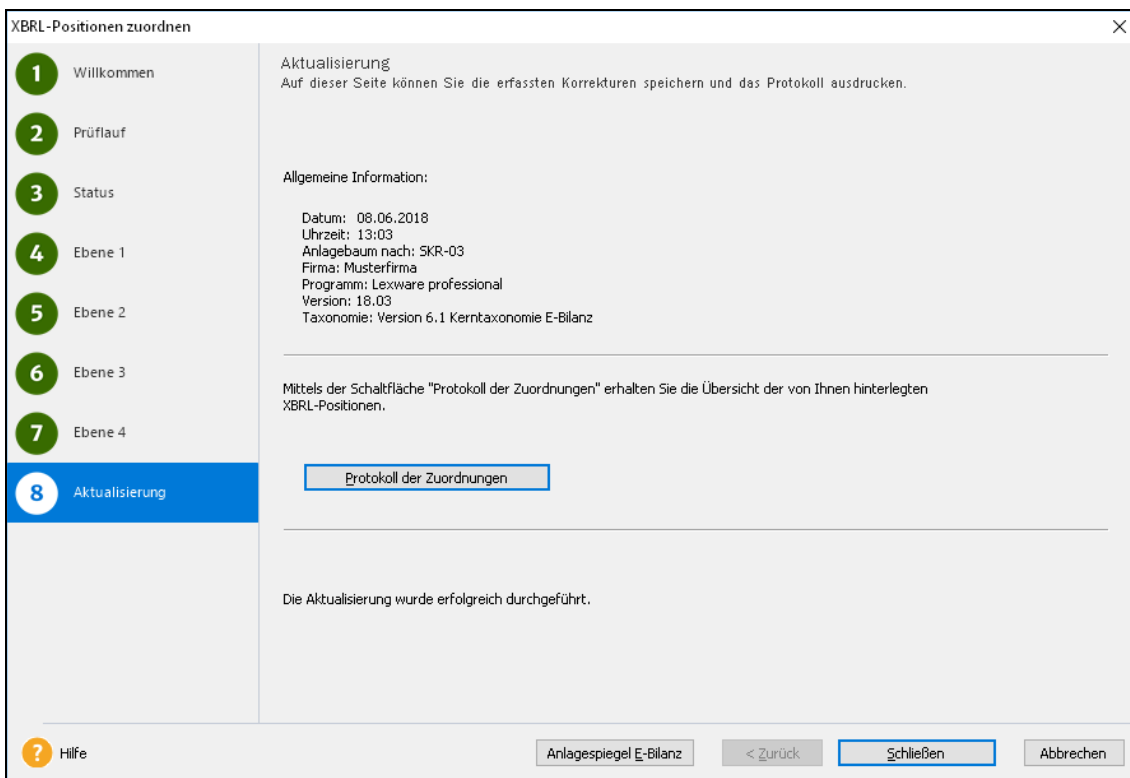 XBRL-Positionen zuordnen
1 Willkommen
2 Prüflauf
3 Status
4 Ebene 1
5 Ebene 2
6 Ebene 3
7 Ebene 4
8 Aktualisierung
Aktualisierung
Auf dieser Seite können Sie die erfassten Korrekturen speichern und das Protokoll ausdrucken.
Allgemeine Information:
Datum: 08.06.2018
Uhrzeit: 13:03
Anlagebaum nach: SKR-03
Firma: Musterfirma
Programm: Lexware professional
Version: 18.03
Taxonomie: Version 6.1 Kerntaxonomie E-Bilanz
Mittels der Schaltfläche "Protokoll der Zuordnungen" erhalten Sie die Übersicht der von Ihnen hinterlegten
XBRL-Positionen.
Protokoll der Zuordnungen
Die Aktualisierung wurde erfolgreich durchgeführt.
? Hilfe
Anlagespiegel E-Bilanz
< Zurück
Schließen
Abbrechen